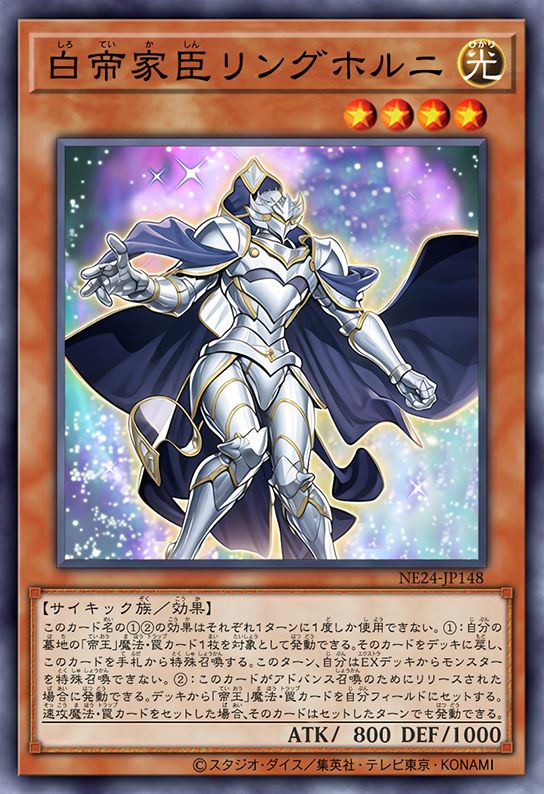 白帝家臣リングホルニ
光
NE24-JP148
【サイキック族／効果】
このカード名の①②の効果はそれぞれ1ターンに1度しか使用できない。①：自分の
墓地の「帝王」魔法・罠カード1枚を対象として発動できる。そのカードをデッキに戻し、
このカードを手札から特殊召喚する。このターン、自分はEXデッキからモンスター
を特殊召喚できない。②：このカードがアドバンス召喚のためにリリースされた
場合に発動できる。デッキから「帝王」魔法・罠カードを自分フィールドにセットする。
速攻魔法・罠カードをセットした場合、そのカードはセットしたターンでも発動できる。
ATK/ 800 DEF/1000
©スタジオ・ダイス／集英社・テレビ東京・KONAMI